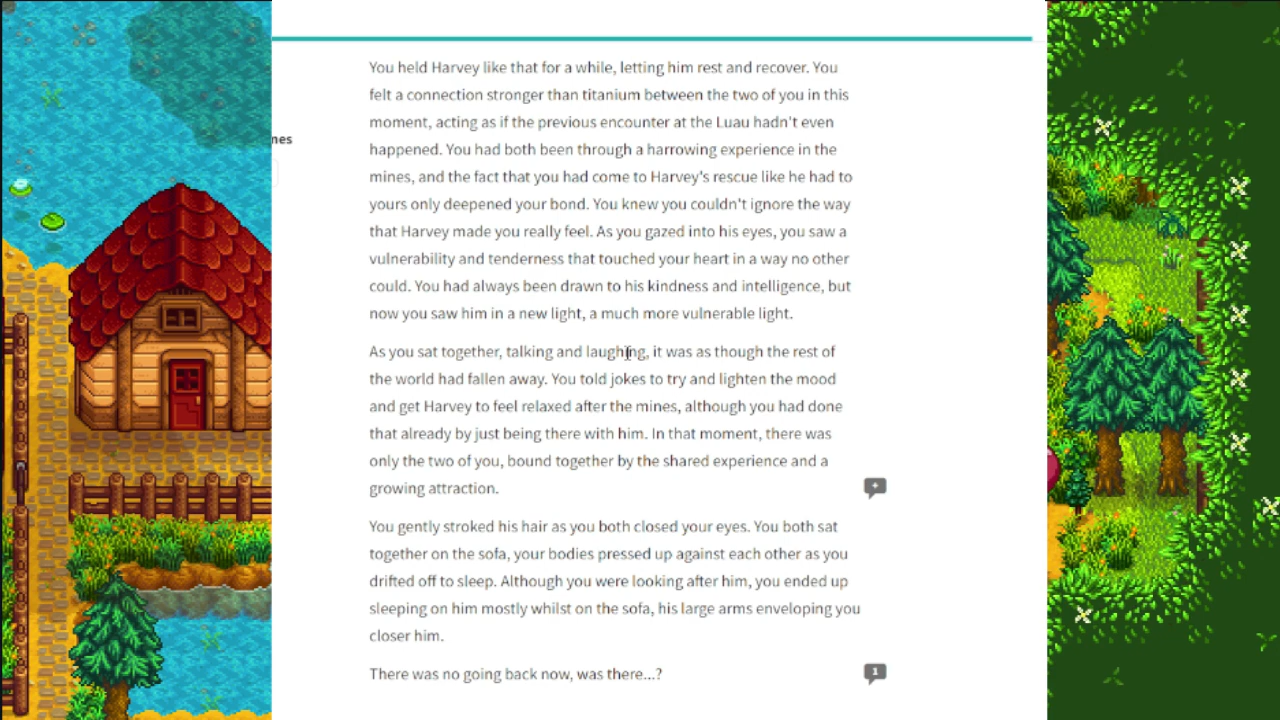 You held Harvey like that for a while, letting him rest and recover. You
felt a connection stronger than titanium between the two of you in this
moment, acting as if the previous encounter at the Luau hadn't even
happened. You had both been through a harrowing experience in the
mines, and the fact that you had come to Harvey's rescue like he had to
yours only deepened your bond. You knew you couldn't ignore the way
that Harvey made you really feel. As you gazed into his eyes, you saw a
vulnerability and tenderness that touched your heart in a way no other
could. You had always been drawn to his kindness and intelligence, but
now you saw him in a new light, a much more vulnerable light.
As you sat together, talking and laughing, it was as though the rest of
the world had fallen away. You told jokes to try and lighten the mood
and get Harvey to feel relaxed after the mines, although you had done
that already by just being there with him. In that moment, there was
only the two of you, bound together by the shared experience and a
growing attraction.
+
You gently stroked his hair as you both closed your eyes. You both sat
together on the sofa, your bodies pressed up against each other as you
drifted off to sleep. Although you were looking after him, you ended up
sleeping on him mostly whilst on the sofa, his large arms enveloping you
closer him.
There was no going back now, was there...?
1
nes